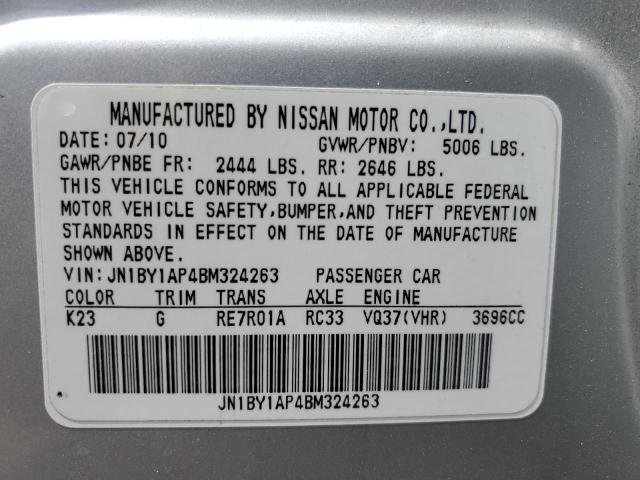 MANUFACTURED BY NISSAN MOTOR CO.,LTD.
DATE: 07/10 GVWR/PNBV: 5006 LBS.
GAWR/PNBE FR: 2444 LBS. RR: 2646 LBS.
THIS VEHICLE CONFORMS TO ALL APPLICABLE FEDERAL
MOTOR VEHICLE SAFETY,BUMPER,AND THEFT PREVENTION
STANDARDS IN EFFECT ON THE DATE OF MANUFACTURE
SHOWN ABOVE.
VIN: JN1BY1AP4BM324263 PASSENGER CAR
COLOR TRIM TRANS AXLE ENGINE
K23 G RE7R01A RC33 VQ37(VHR) 3696CC
JN1BY1AP4BM324263